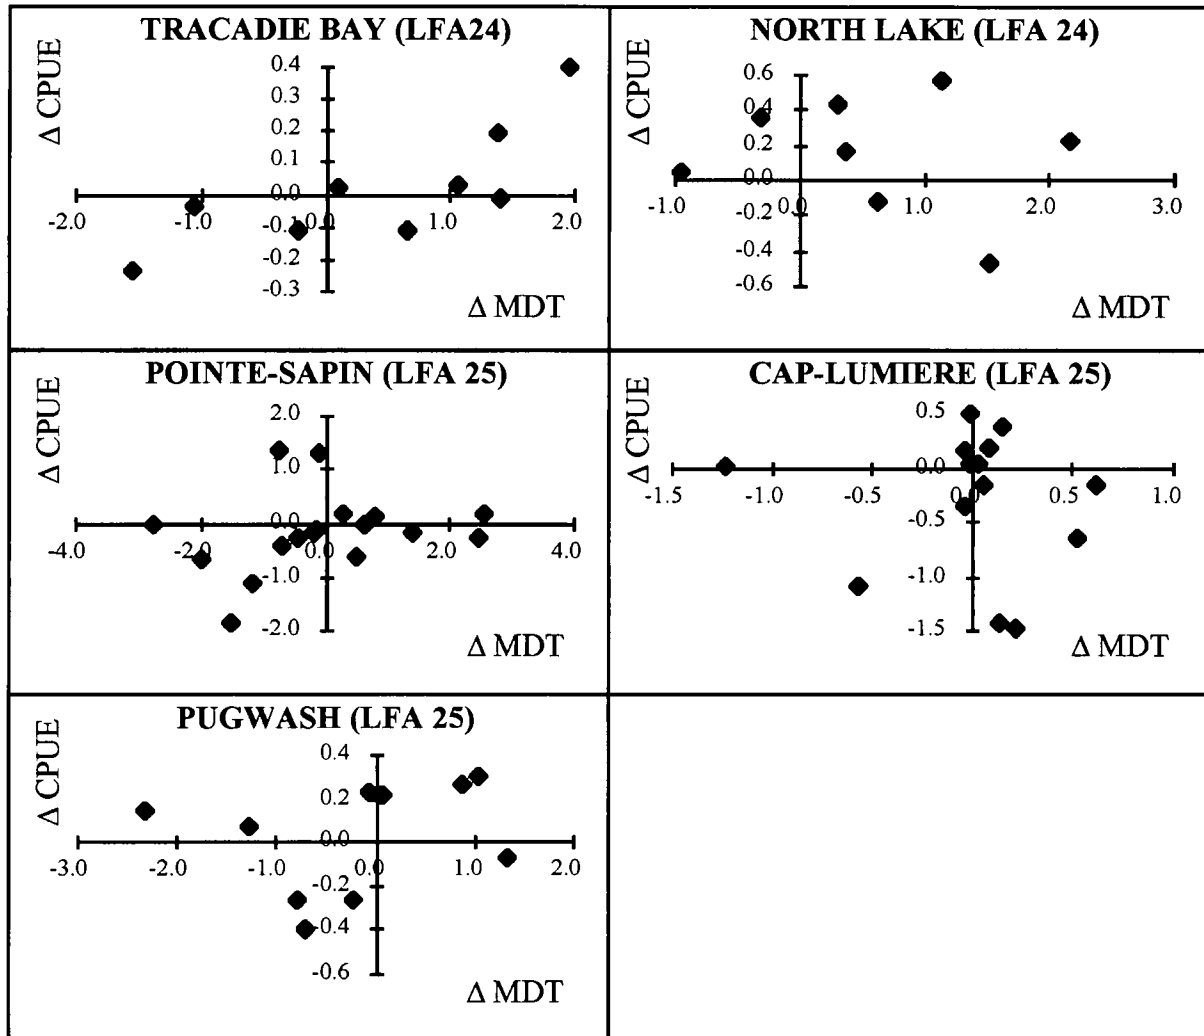 TRACADIE BAY (LFA24)
Δ CPUE
0.4
0.3
0.2
0.1
0.0
-2.0 -1.0 0.0 1.0 2.0
-0.1
-0.2
-0.3
Δ MDT
NORTH LAKE (LFA 24)
Δ CPUE
0.6
0.4
0.2
0.0
-1.0 0.0 1.0 2.0 3.0
-0.2
-0.4
-0.6
Δ MDT
POINTE-SAPIN (LFA 25)
Δ CPUE
2.0
1.0
0.0
-4.0 -2.0 0.0 2.0 4.0
-1.0
-2.0
Δ MDT
CAP-LUMIERE (LFA 25)
Δ CPUE
0.5
0.0
-1.5 -1.0 -0.5 0.0 0.5 1.0
-0.5
-1.0
-1.5
Δ MDT
PUGWASH (LFA 25)
Δ CPUE
0.4
0.2
0.0
-3.0 -2.0 -1.0 0.0 1.0 2.0
-0.2
-0.4
-0.6
Δ MDT